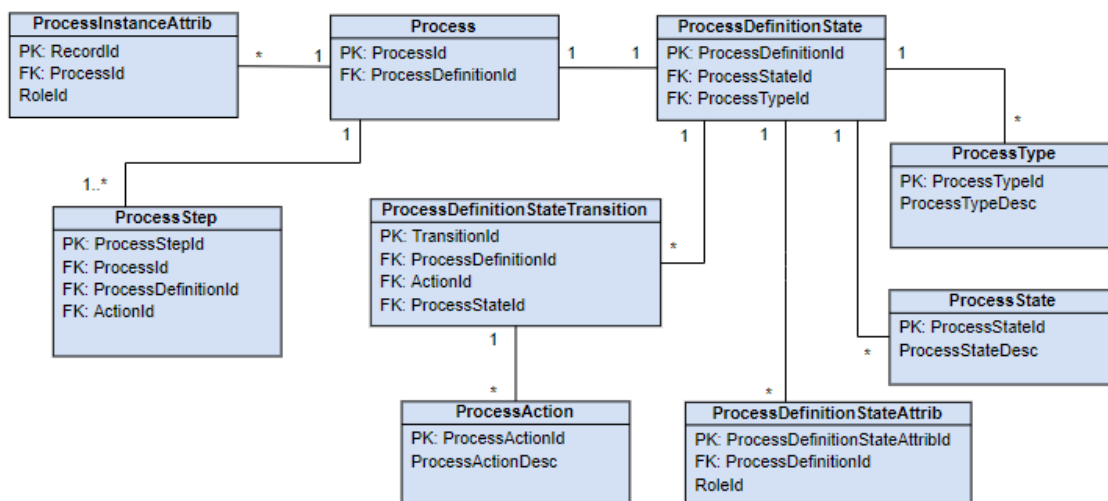 ProcessInstanceAttrib
PK: RecordId
FK: ProcessId
RoleId
*
1
Process
PK: ProcessId
FK: ProcessDefinitionId
1
1
ProcessDefinitionState
PK: ProcessDefinitionId
FK: ProcessStateId
FK: ProcessTypeId
1
*
ProcessType
PK: ProcessTypeId
ProcessTypeDesc
1
1..*
ProcessStep
PK: ProcessStepId
FK: ProcessId
FK: ProcessDefinitionId
FK: ActionId
1
1
1
ProcessDefinitionStateTransition
PK: TransitionId
FK: ProcessDefinitionId
FK: ActionId
FK: ProcessStateId
*
ProcessState
PK: ProcessStateId
ProcessStateDesc
*
1
*
ProcessAction
PK: ProcessActionId
ProcessActionDesc
*
ProcessDefinitionStateAttrib
PK: ProcessDefinitionStateAttribId
FK: ProcessDefinitionId
RoleId